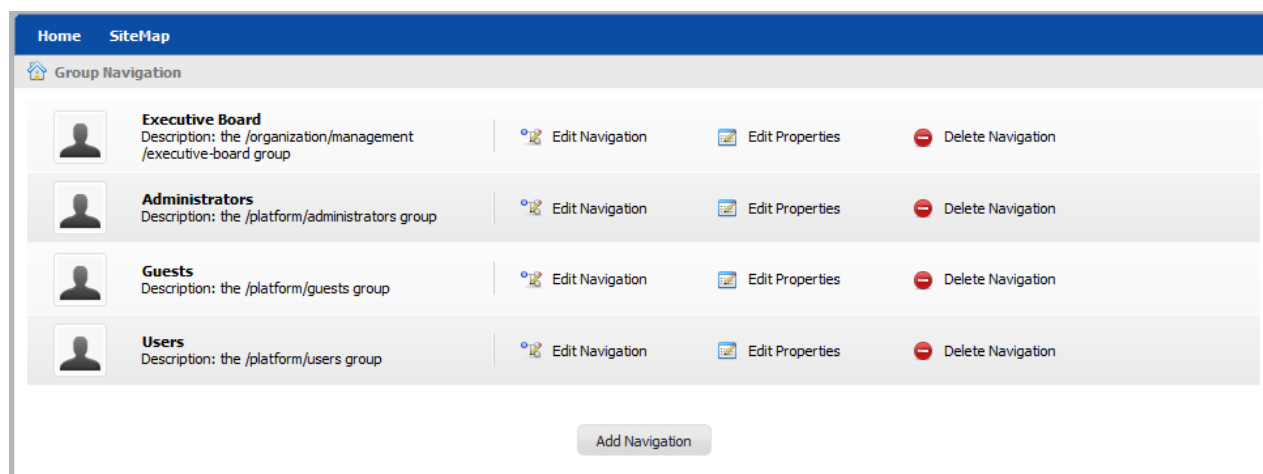 Home SiteMap
Group Navigation
Executive Board
Description: the /organization/management
/executive-board group
Edit Navigation Edit Properties Delete Navigation
Administrators
Description: the /platform/administrators group
Edit Navigation Edit Properties Delete Navigation
Guests
Description: the /platform/guests group
Edit Navigation Edit Properties Delete Navigation
Users
Description: the /platform/users group
Edit Navigation Edit Properties Delete Navigation
Add Navigation